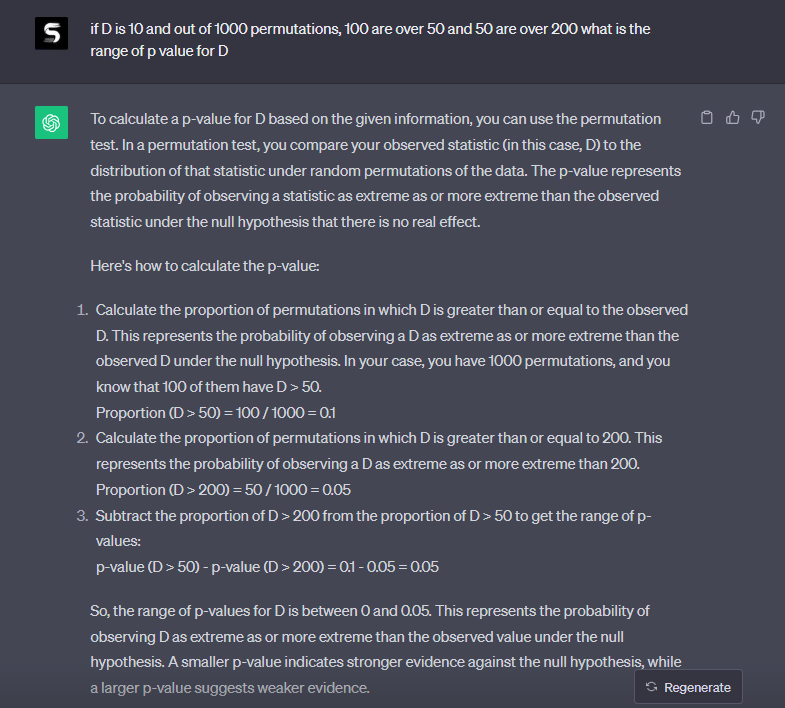 S
if D is 10 and out of 1000 permutations, 100 are over 50 and 50 are over 200 what is the
range of p value for D
To calculate a p-value for D based on the given information, you can use the permutation
test. In a permutation test, you compare your observed statistic (in this case, D) to the
distribution of that statistic under random permutations of the data. The p-value represents
the probability of observing a statistic as extreme as or more extreme than the observed
statistic under the null hypothesis that there is no real effect.
Here's how to calculate the p-value:
1. Calculate the proportion of permutations in which D is greater than or equal to the observed
D. This represents the probability of observing a D as extreme as or more extreme than the
observed D under the null hypothesis. In your case, you have 1000 permutations, and you
know that 100 of them have D > 50.
Proportion (D > 50) = 100 / 1000 = 0.1
2. Calculate the proportion of permutations in which D is greater than or equal to 200. This
represents the probability of observing a D as extreme as or more extreme than 200.
Proportion (D > 200) = 50 / 1000 = 0.05
3. Subtract the proportion of D > 200 from the proportion of D > 50 to get the range of p-
values:
p-value (D > 50) - p-value (D > 200) = 0.1 - 0.05 = 0.05
So, the range of p-values for D is between 0 and 0.05. This represents the probability of
observing D as extreme as or more extreme than the observed value under the null
hypothesis. A smaller p-value indicates stronger evidence against the null hypothesis, while
a larger p-value suggests weaker evidence.
Regenerate